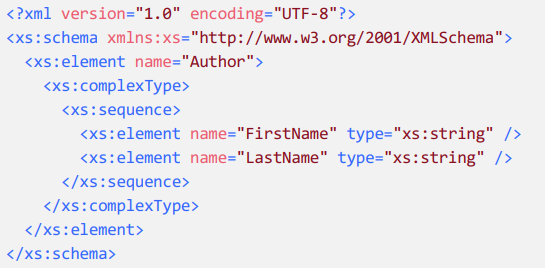 <?xml version="1.0" encoding="UTF-8"?>
<xs:schema xmlns:xs="http://www.w3.org/2001/XMLSchema">
  <xs:element name="Author">
    <xs:complexType>
      <xs:sequence>
        <xs:element name="FirstName" type="xs:string" />
        <xs:element name="LastName" type="xs:string" />
      </xs:sequence>
    </xs:complexType>
  </xs:element>
</xs:schema>